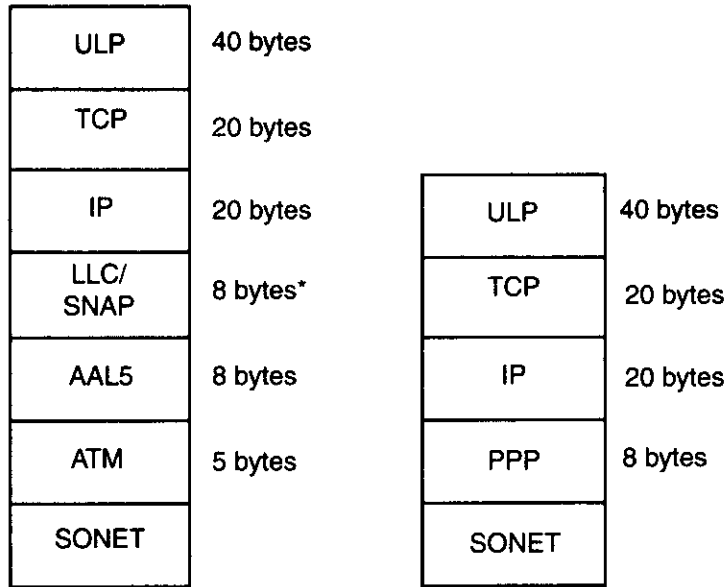 ULP 40 bytes
TCP 20 bytes
IP 20 bytes
LLC/
SNAP 8 bytes*
AAL5 8 bytes
ATM 5 bytes
SONET
ULP 40 bytes
TCP 20 bytes
IP 20 bytes
PPP 8 bytes
SONET